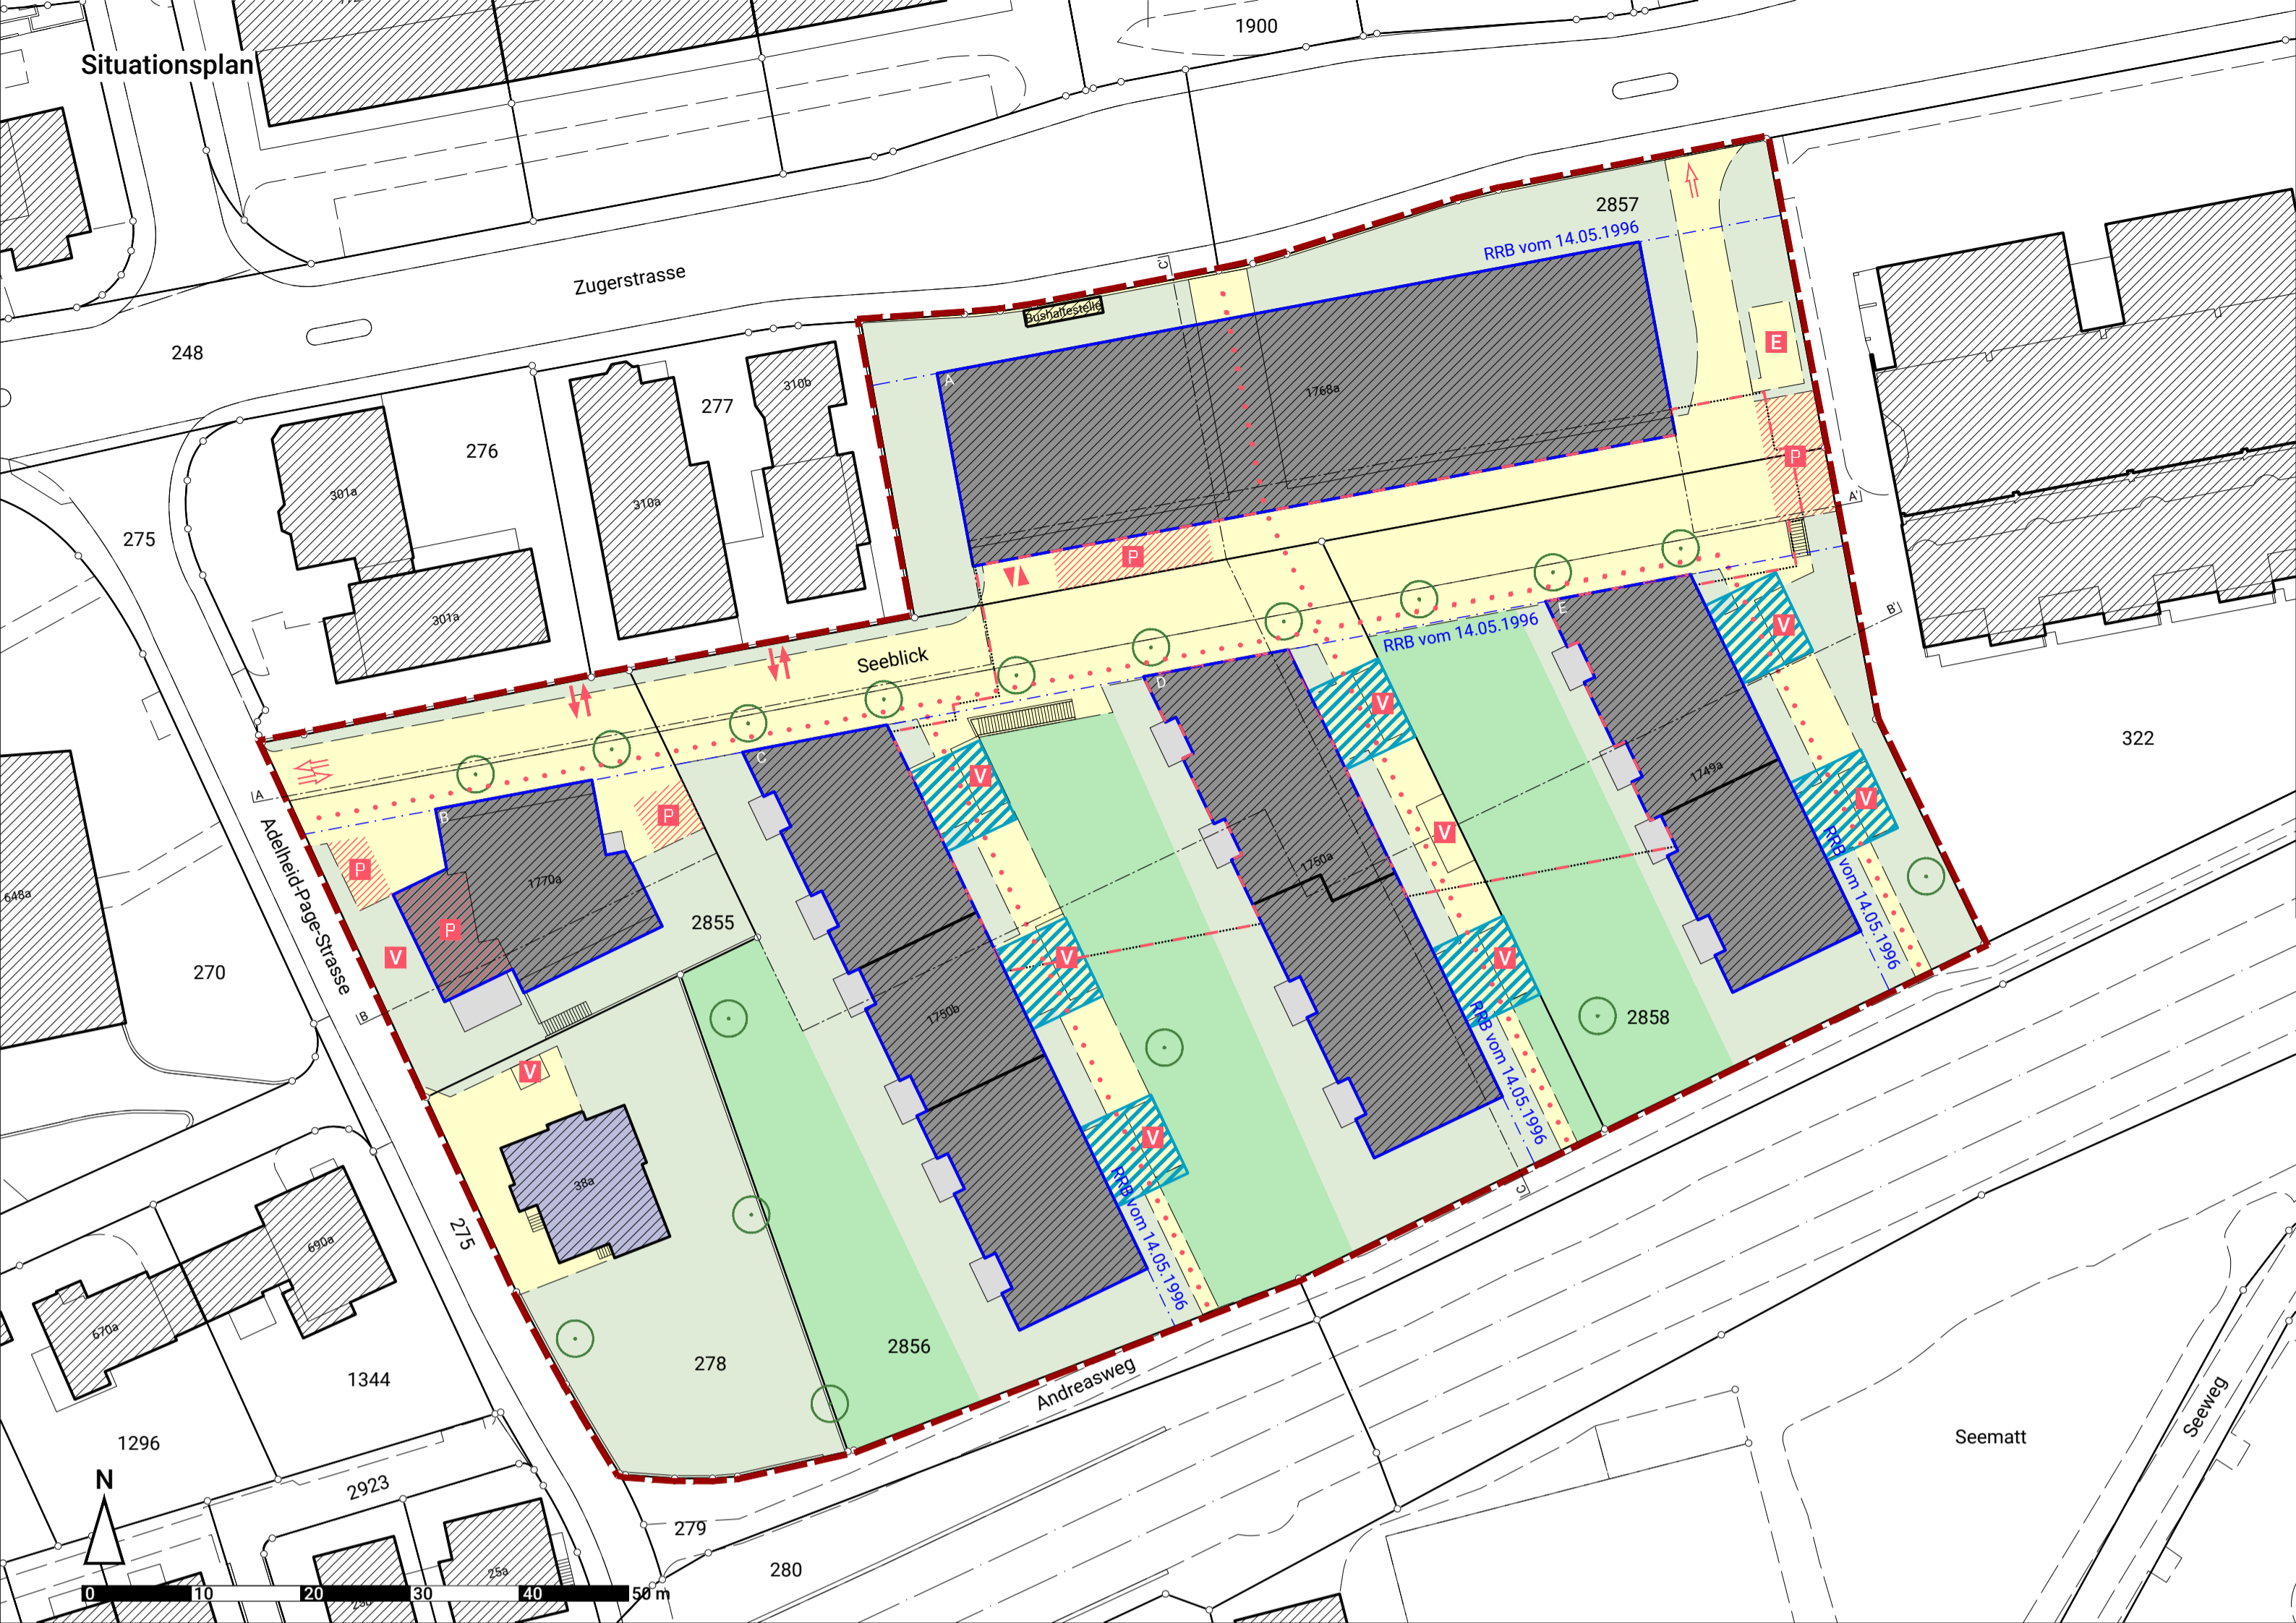 1900
Situationsplan
2857
RRB vom 14.05.1996
Zugerstrasse
C'
Bushaltestelle
248
E
277
310b
A
1768a
276
301a
310a
P
A'
275
P
301a
B'
Seeblick
RRB vom 14.05.1996
E
V
D
V
322
C
V
1749a
A
B
P
V
V
P
1770a
1750a
648a
Adelheid-Page-Strasse
2855
P
V
V
V
RRB vom 14.05.1996
270
B
1750b
2858
V
V
RRB vom 14.05.1996
38a
C
RRB vom 14.05.1996
275
690a
670a
2856
278
1344
Andreasweg
Seeweg
1296
Seematt
N
2923
279
280
25a
0 10 20 30 40 50 m